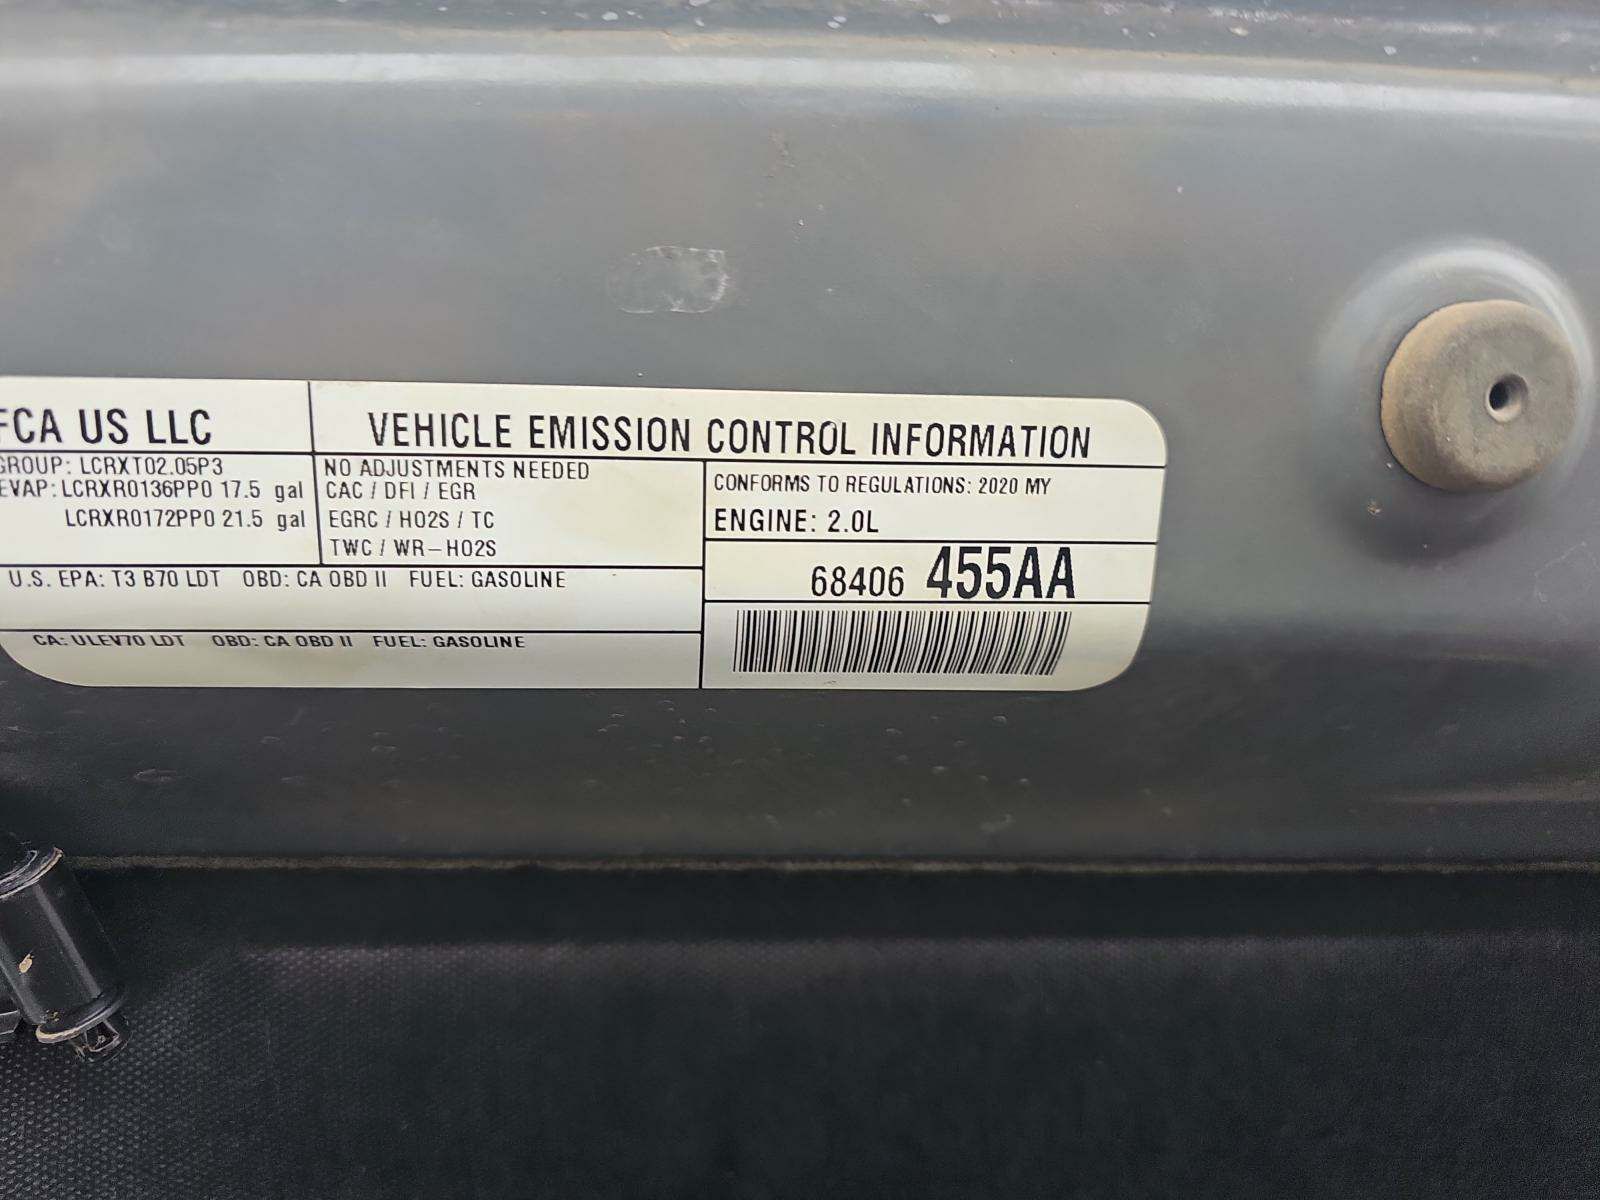 FCA US LLC
VEHICLE EMISSION CONTROL INFORMATION
GROUP: LCRXT02.05P3
EVAP: LCRXR0136PP0 17.5 gal
LCRXR0172PP0 21.5 gal
NO ADJUSTMENTS NEEDED
CAC / DFI / EGR
EGRC / HO2S / TC
TWC / WR-HO2S
CONFORMS TO REGULATIONS: 2020 MY
ENGINE: 2.0L
68406 455AA
U.S. EPA: T3 B70 LDT OBD: CA OBD II FUEL: GASOLINE
CA: ULEV70 LDT OBD: CA OBD II FUEL: GASOLINE